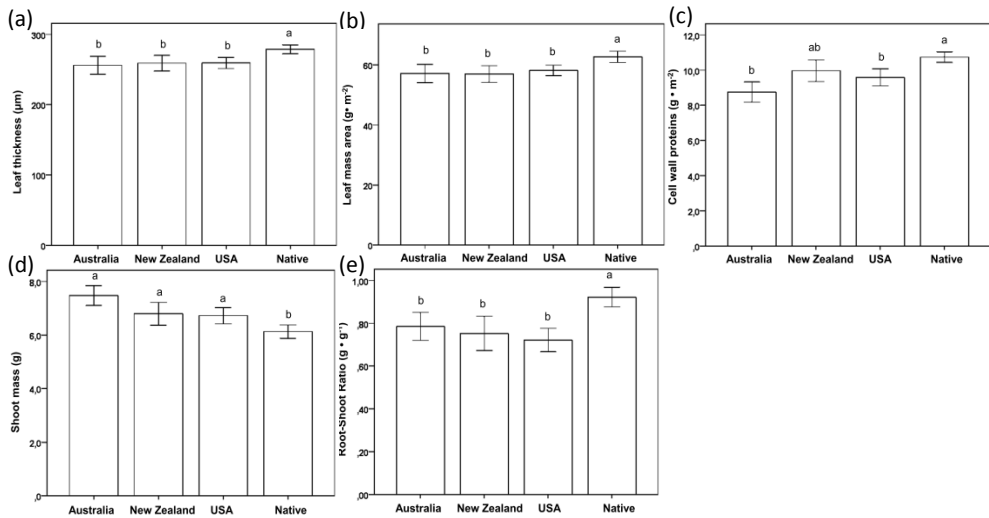 (a)
300
200
100
0
Leaf thickness (µm)
b
b
b
a
Australia New Zealand USA Native
(b)
60
40
20
0
Leaf mass area (g• m⁻²)
b
b
b
a
Australia New Zealand USA Native
(c)
12,0
10,0
8,0
6,0
4,0
2,0
,0
Cell wall proteins (g • m⁻²)
b
ab
b
a
Australia New Zealand USA Native
(d)
8,0
6,0
4,0
2,0
,0
Shoot mass (g)
a
a
a
b
Australia New Zealand USA Native
(e)
1,00
,80
,60
,40
,20
,00
Root-Shoot Ratio (g • g⁻¹)
b
b
b
a
Australia New Zealand USA Native